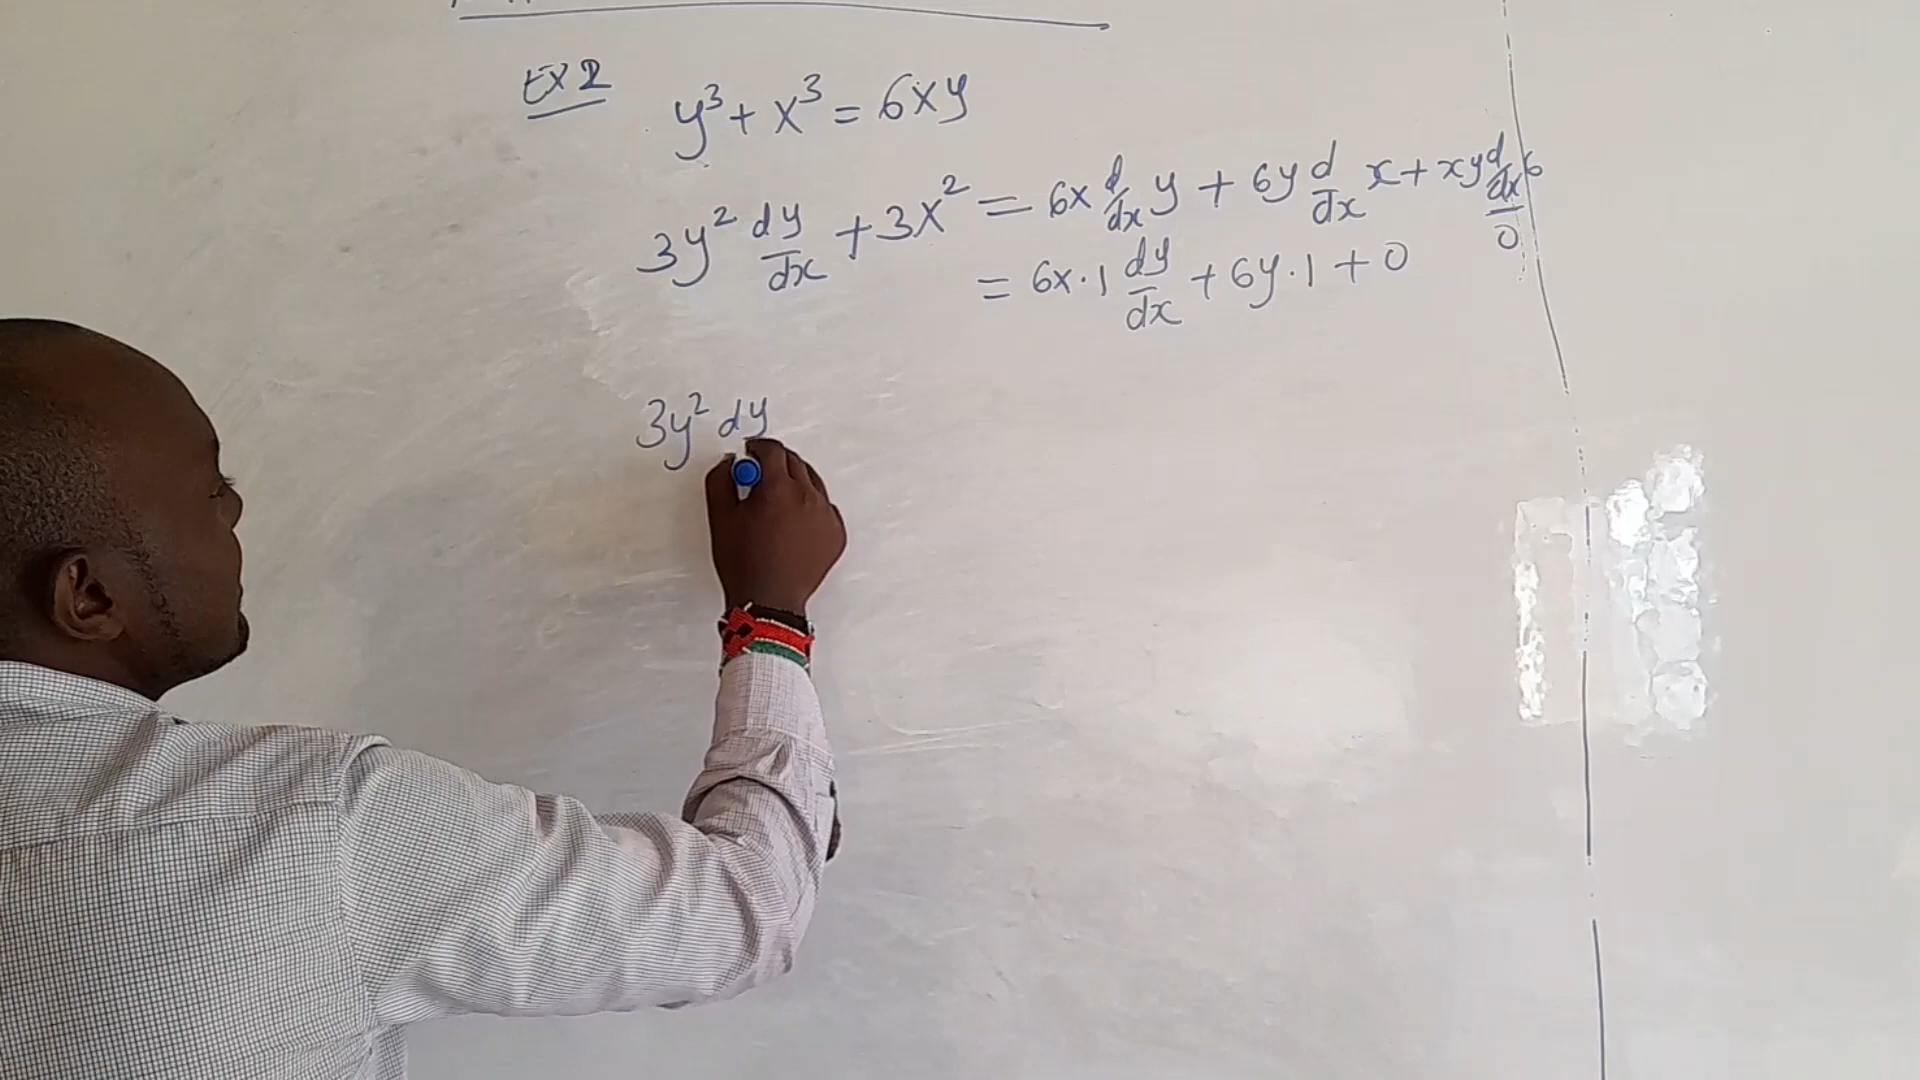 Ex 2
y³ + x³ = 6xy
3y² dy/dx + 3x² = 6x d/dx y + 6y d/dx x + xy d/dx 6
0
= 6x·1 dy/dx + 6y·1 + 0
3y² dy